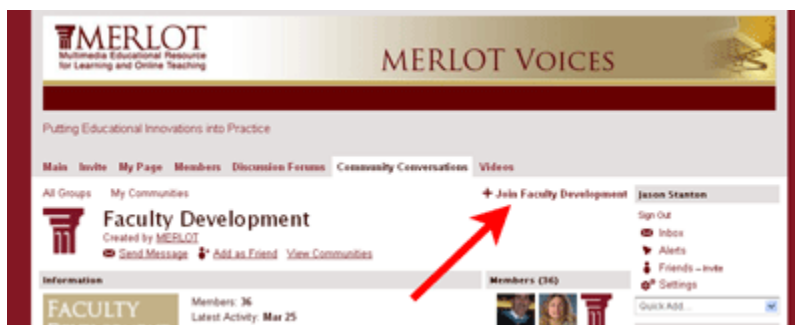 MERLOT
Multimedia Educational Resource
for Learning and Online Teaching
MERLOT VOICES
Putting Educational Innovations into Practice
Main Invite My Page Members Discussion Forums Community Conversations Videos
All Groups My Communities
+ Join Faculty Development
Jason Stanton
Faculty Development
Created by MERLOT
Send Message Add as Friend View Communities
Sign Out
Inbox
Alerts
Friends – Invite
Settings
Quick Add...
Information
Members (36)
FACULTY
Members: 36
Latest Activity: Mar 25